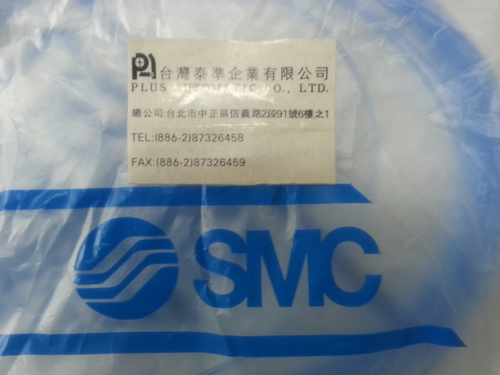 台灣泰準企業有限公司
PLUS AUTOMATIC CO., LTD.
總公司:台北市中正區信義路2段91號6樓之1
TEL:(886-2)87326458
FAX:(886-2)87326459
SMC